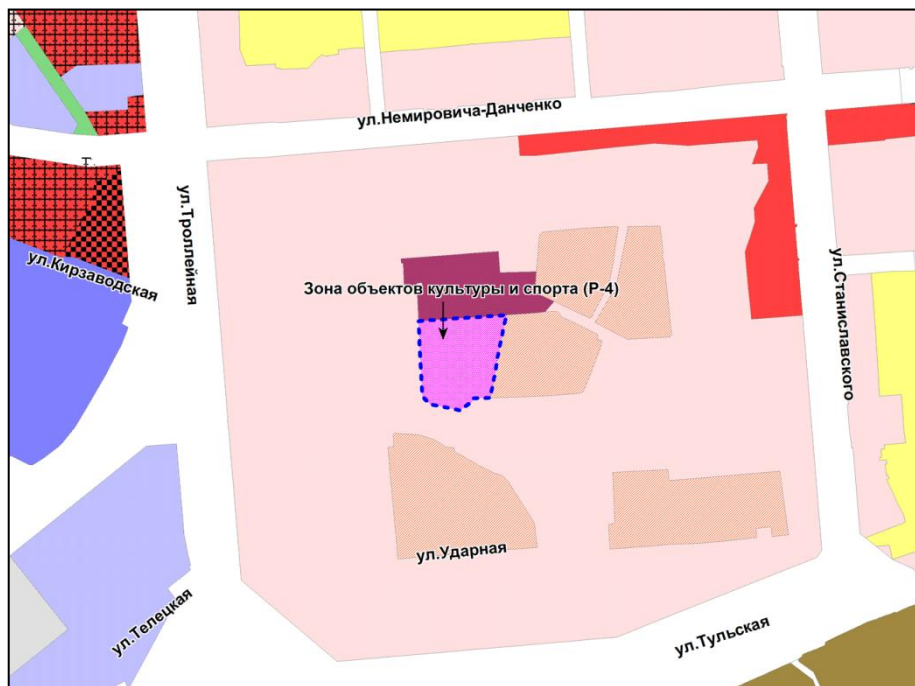 ул.Немировича-Данченко
ул.Троллейная
ул.Кирзаводская
ул.Станиславского
Зона объектов культуры и спорта (Р-4)
ул.Ударная
ул.Телецкая
ул.Тульская